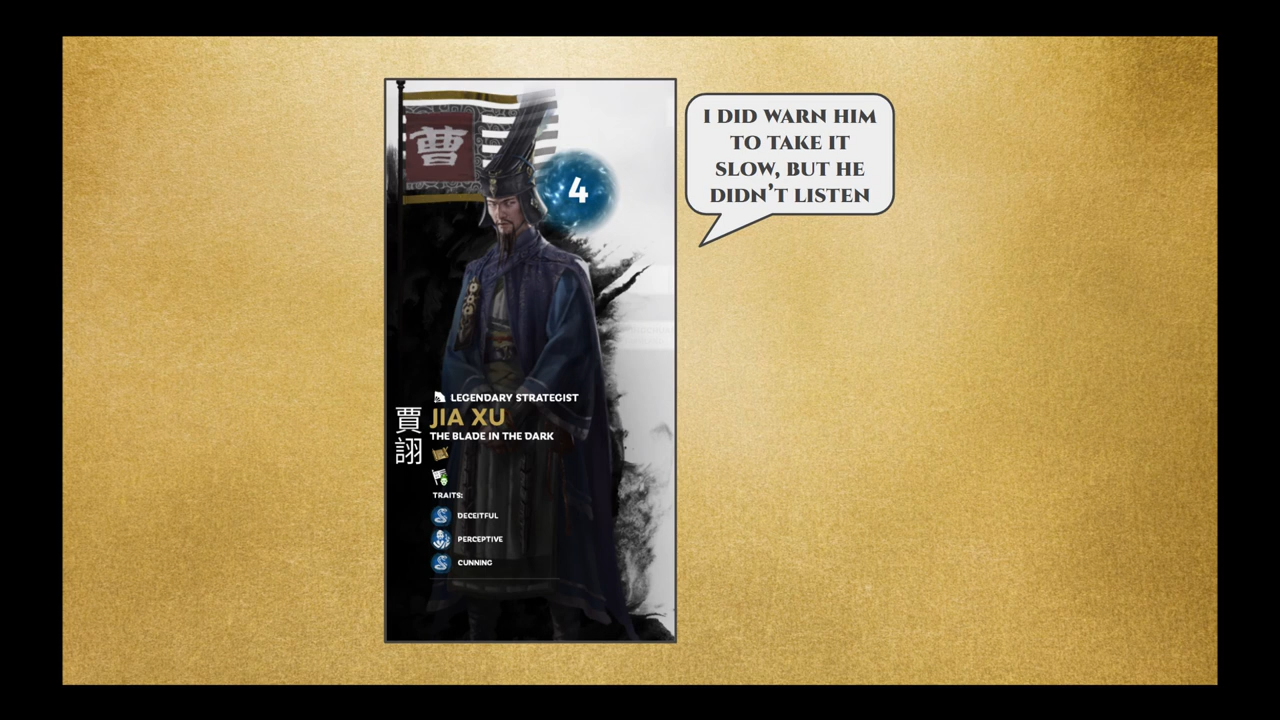 曹
4
I DID WARN HIM
TO TAKE IT
SLOW, BUT HE
DIDN'T LISTEN
LEGENDARY STRATEGIST
賈詡
JIA XU
THE BLADE IN THE DARK
TRAITS:
DECEITFUL
PERCEPTIVE
CUNNING